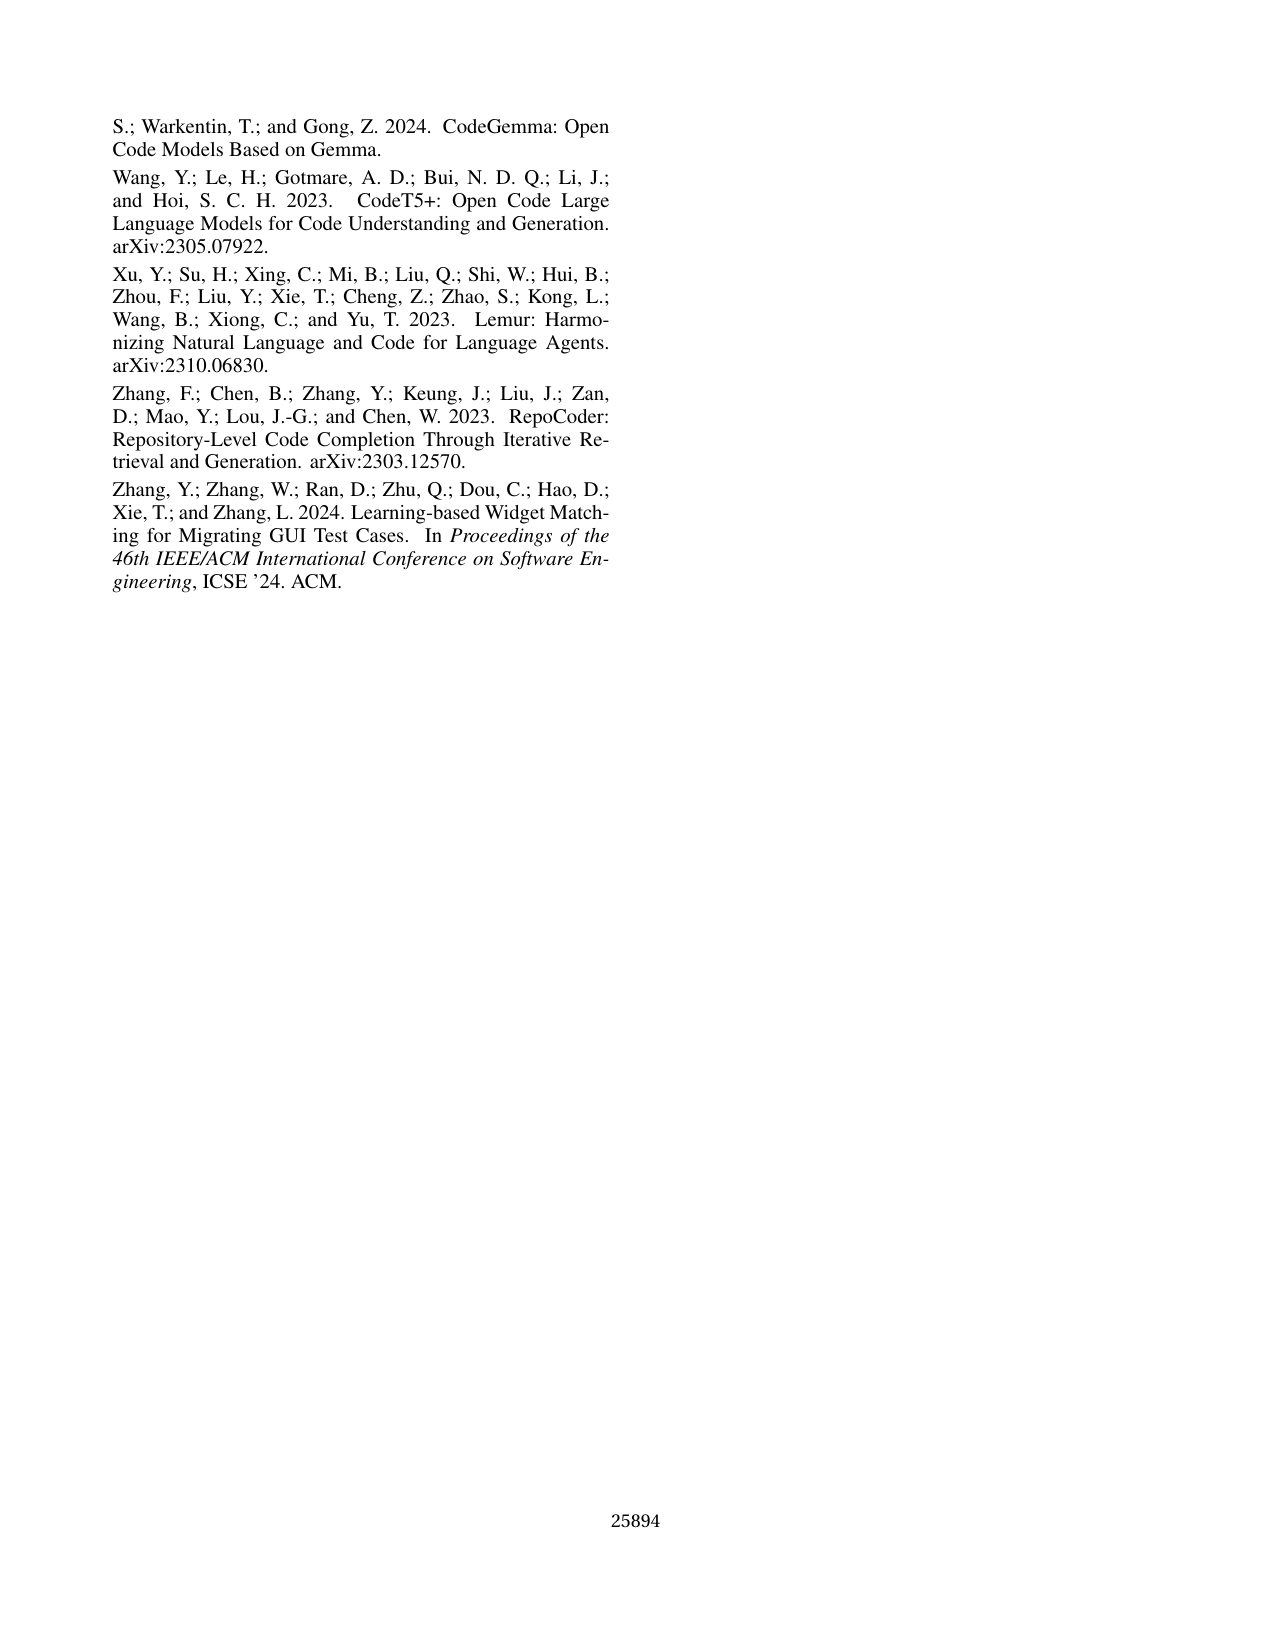 S.; Warkentin, T.; and Gong, Z. 2024. CodeGemma: Open
Code Models Based on Gemma.
Wang, Y.; Le, H.; Gotmare, A. D.; Bui, N. D. Q.; Li, J.;
and Hoi, S. C. H. 2023. CodeT5+: Open Code Large
Language Models for Code Understanding and Generation.
arXiv:2305.07922.
Xu, Y.; Su, H.; Xing, C.; Mi, B.; Liu, Q.; Shi, W.; Hui, B.;
Zhou, F.; Liu, Y.; Xie, T.; Cheng, Z.; Zhao, S.; Kong, L.;
Wang, B.; Xiong, C.; and Yu, T. 2023. Lemur: Harmo-
nizing Natural Language and Code for Language Agents.
arXiv:2310.06830.
Zhang, F.; Chen, B.; Zhang, Y.; Keung, J.; Liu, J.; Zan,
D.; Mao, Y.; Lou, J.-G.; and Chen, W. 2023. RepoCoder:
Repository-Level Code Completion Through Iterative Re-
trieval and Generation. arXiv:2303.12570.
Zhang, Y.; Zhang, W.; Ran, D.; Zhu, Q.; Dou, C.; Hao, D.;
Xie, T.; and Zhang, L. 2024. Learning-based Widget Match-
ing for Migrating GUI Test Cases. In Proceedings of the
46th IEEE/ACM International Conference on Software En-
gineering, ICSE ’24. ACM.
25894